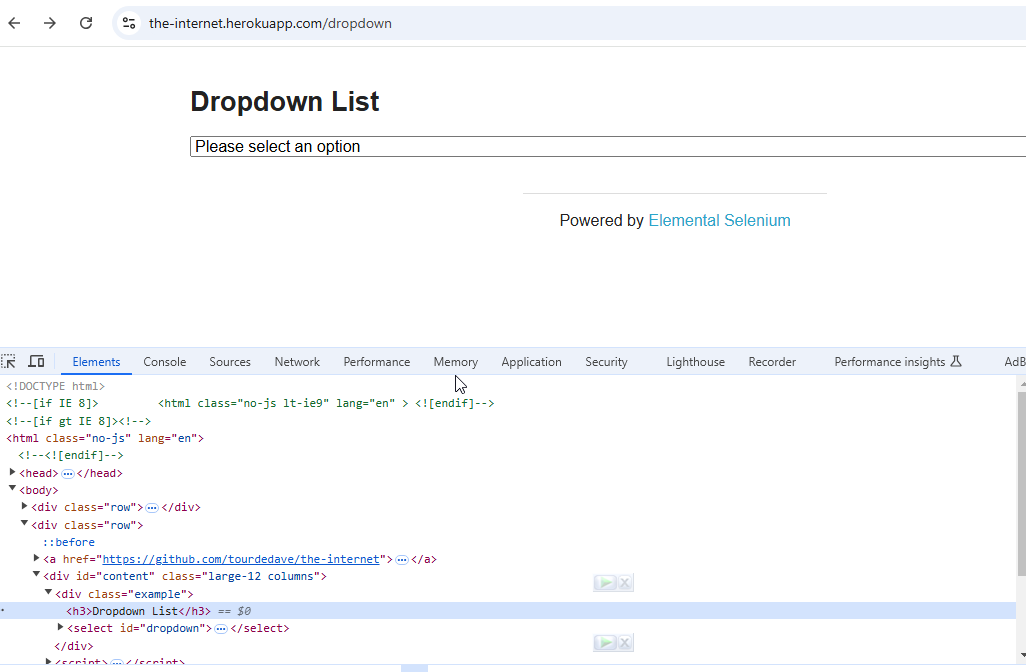 the-internet.herokuapp.com/dropdown
Dropdown List
Please select an option
Powered by Elemental Selenium
Elements Console Sources Network Performance Memory Application Security Lighthouse Recorder Performance insights AdB
<!DOCTYPE html>
<!--[if IE 8]> <html class="no-js lt-ie9" lang="en" > <![endif]-->
<!--[if gt IE 8]><!-->
<html class="no-js" lang="en">
<!--<![endif]-->
<head>…</head>
<body>
<div class="row">…</div>
<div class="row">
::before
<a href="https://github.com/tourdedave/the-internet">…</a>
<div id="content" class="large-12 columns">
<div class="example">
<h3>Dropdown List</h3> == $0
<select id="dropdown">…</select>
</div>
<script>…</script>